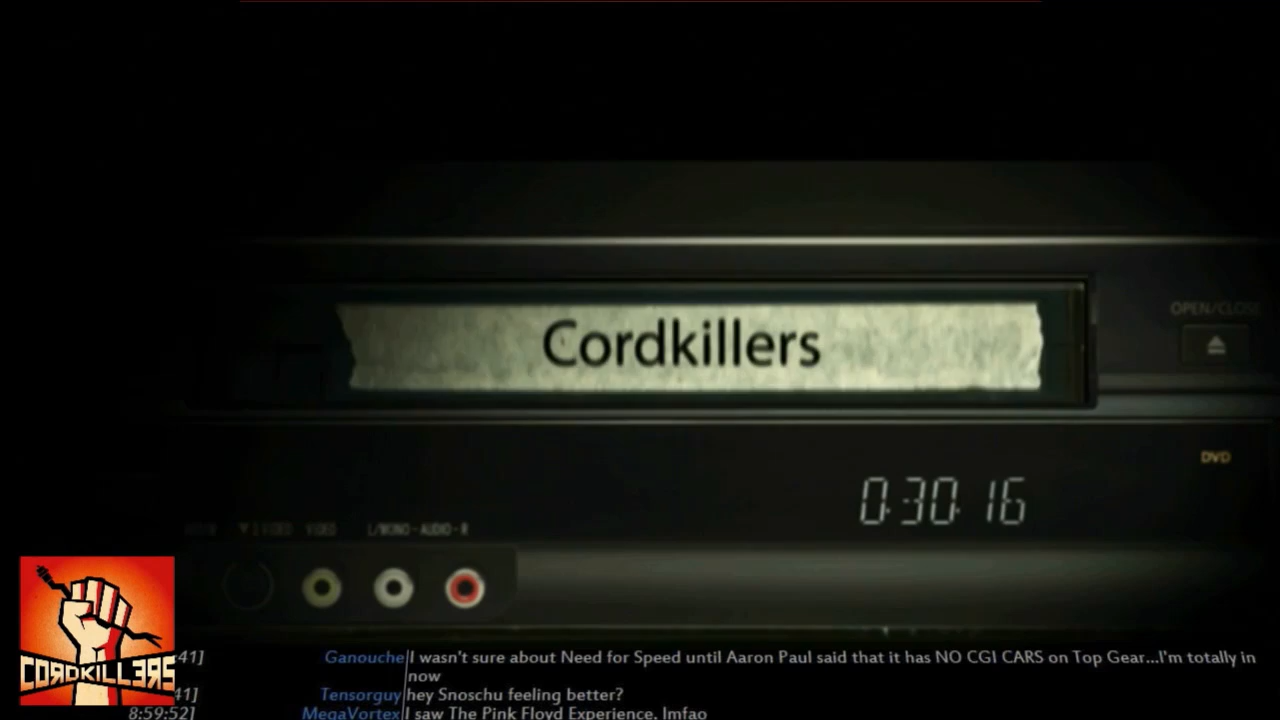 OPEN/CLOSE
Cordkillers
DVD
0:30 16
VIDEO
L/MONO-AUDIO-R
CORDKILLERS
:41] Ganouche I wasn't sure about Need for Speed until Aaron Paul said that it has NO CGI CARS on Top Gear...I'm totally in
now
:41] Tensorguy hey Snoschu feeling better?
8:59:52] MegaVortex I saw The Pink Floyd Experience. lmfao